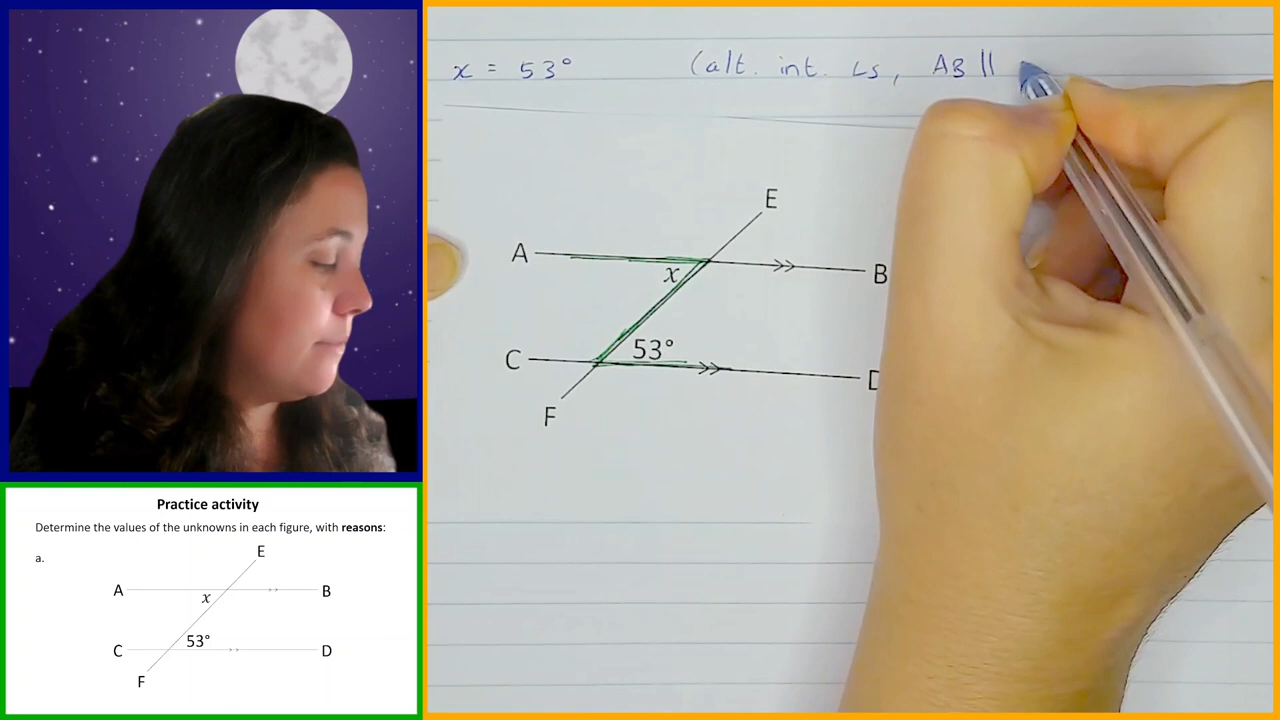 x = 53° (alt. int. ∠s, AB ||
E
A
x
B
53°
C
F
Practice activity
Determine the values of the unknowns in each figure, with reasons:
a.
E
A
B
x
53°
C
D
F